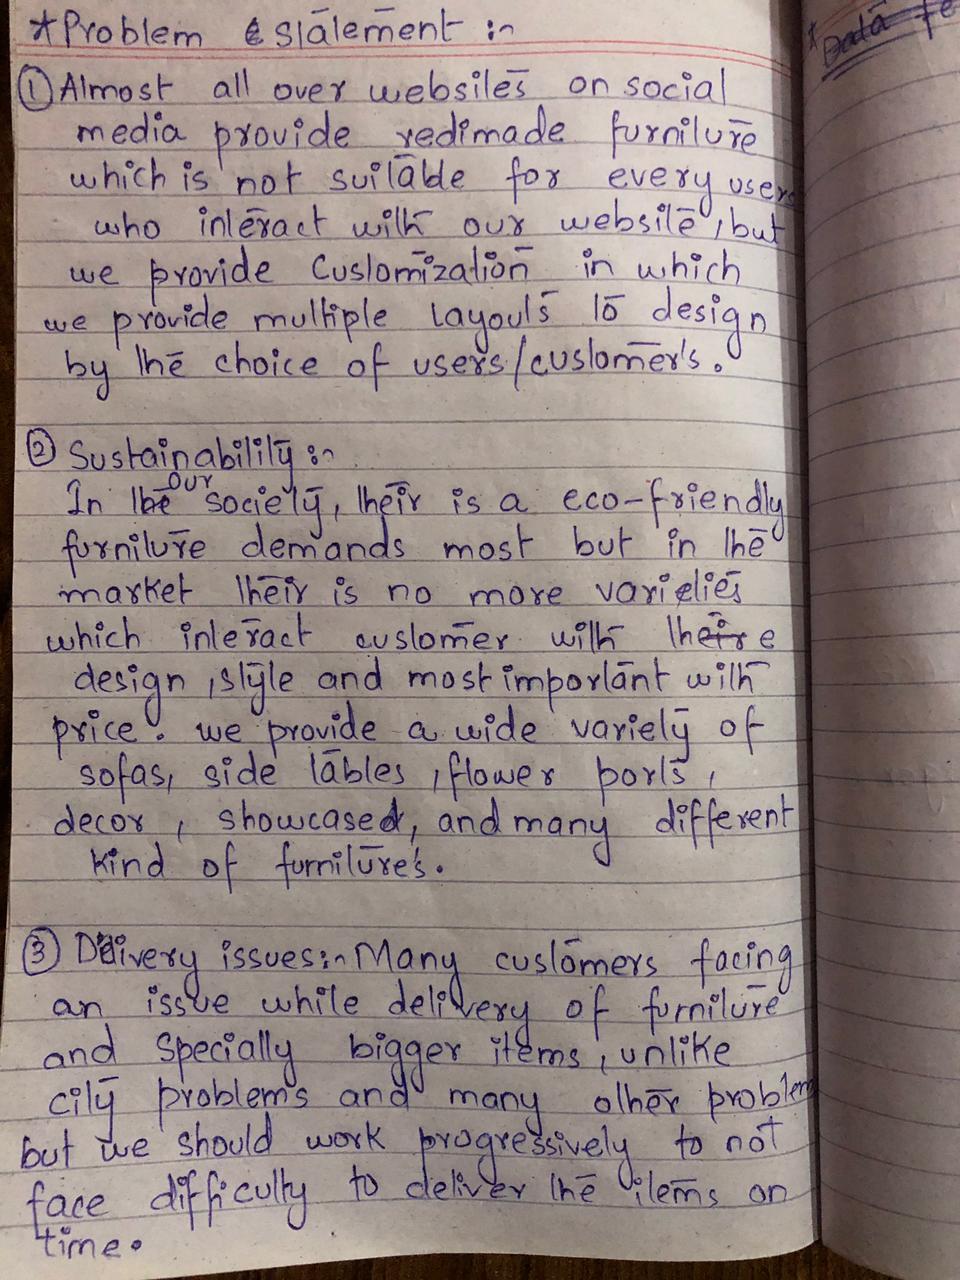 * Problem Statement :-
① Almost all over websites on social
media provide redimade furniture
which is not suitable for every users
who interact with our website, but
we provide Customization in which
we provide multiple Layouts to design
by the choice of users/customer's.
② Sustainability :-
In our society, their is a eco-friendly
furniture demands most but in the
market their is no more varieties
which interact customer with the
design, style and most important with
price. we provide a wide variety of
sofas, side tables, flower ports,
decor, showcased, and many different
kind of furniture's.
③ Delivery issues:- Many customers facing
an issue while delivery of furniture
and specially bigger items, unlike
city problems and many other problem
but we should work progressively to not
face difficulty to deliver the items on
time.
* Data